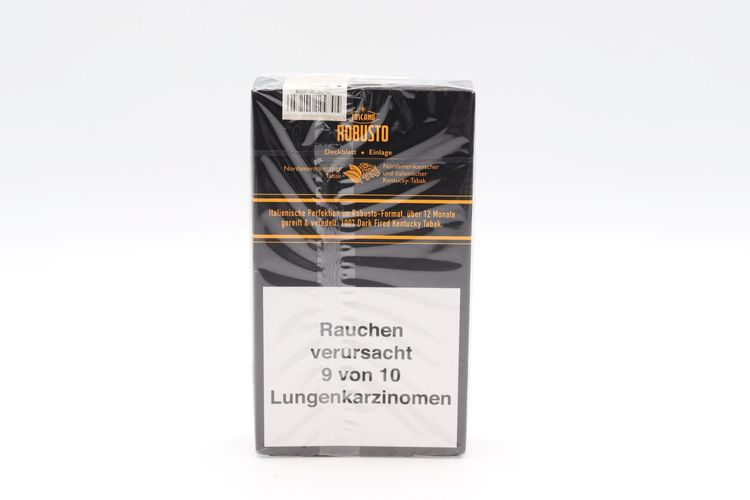 TOSCANO
ROBUSTO
Deckblatt • Einlage
Nordamerikanischer
Tabak
Nordamerikanischer
und italienischer
Kentucky-Tabak
Italienische Perfektion im Robusto-Format, über 12 Monate
gereift & veredelt. 100% Dark Fired Kentucky Tabak.
Rauchen
verursacht
9 von 10
Lungenkarzinomen